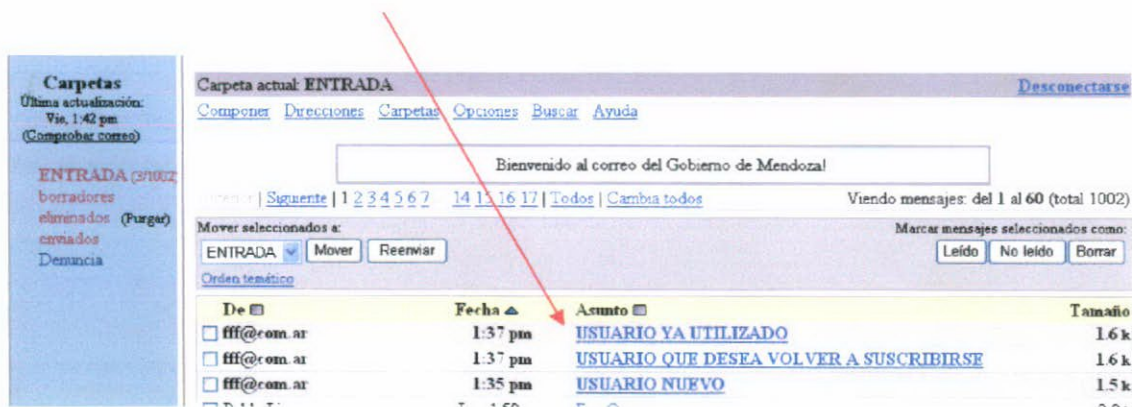 Carpetas
Última actualización:
Vie, 1:42 pm
(Comprobar correo)
ENTRADA (3/1002)
borradores
eliminados (Purgar)
enviados
Denuncia
Carpeta actual: ENTRADA
Desconectarse
Componer Direcciones Carpetas Opciones Buscar Ayuda
Bienvenido al correo del Gobierno de Mendoza!
| Siguiente | 1 2 3 4 5 6 7 14 15 16 17 | Todos | Cambia todos
Viendo mensajes: del 1 al 60 (total 1002)
Mover seleccionados a:
Marcar mensajes seleccionados como:
ENTRADA Mover Reenviar
Leído No leído Borrar
Orden temático
De Fecha Asunto Tamaño
fff@com.ar 1:37 pm USUARIO YA UTILIZADO 1.6 k
fff@com.ar 1:37 pm USUARIO QUE DESEA VOLVER A SUSCRIBIRSE 1.6 k
fff@com.ar 1:35 pm USUARIO NUEVO 1.5 k